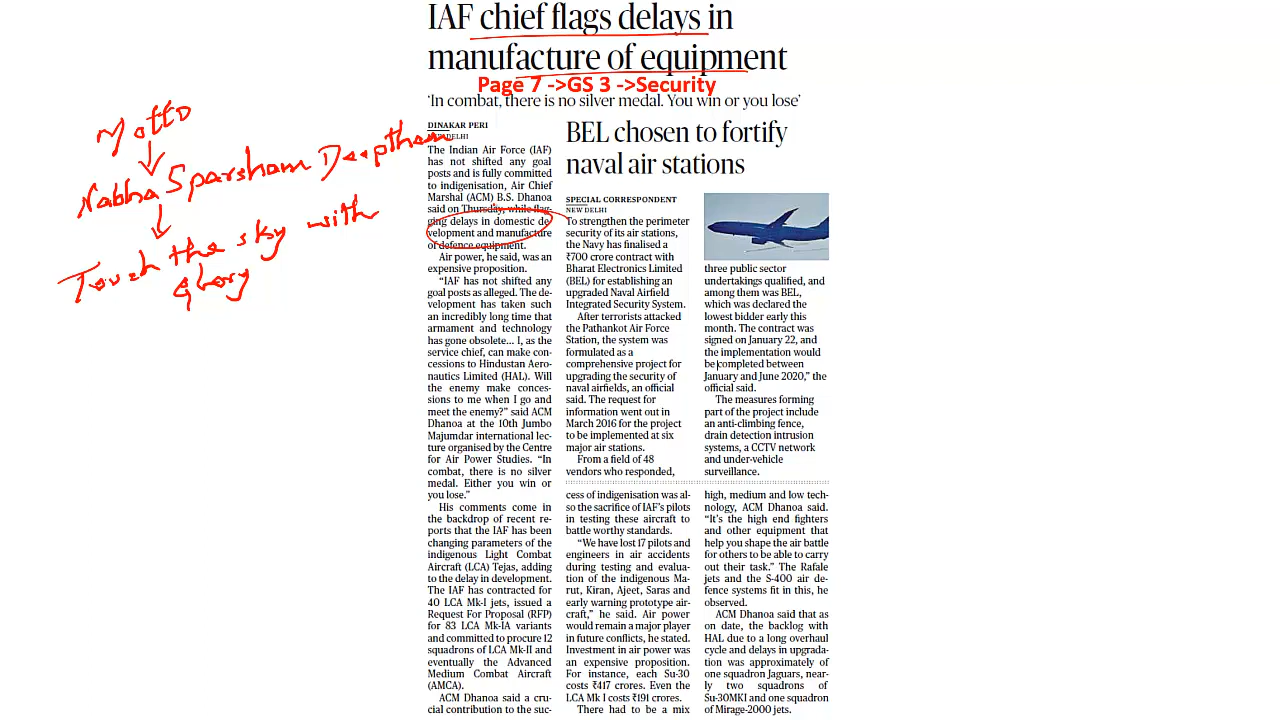 IAF chief flags delays in
manufacture of equipment
Page 7 ->GS 3 ->Security
'In combat, there is no silver medal. You win or you lose'
Motto
Nabha Sparsham Deeptham
Touch the sky with
Glory
DINAKAR PERI
DELHI
The Indian Air Force (IAF)
has not shifted any goal
posts and is fully committed
to indigenisation, Air Chief
Marshal (ACM) B.S. Dhanoa
said on Thursday, while flag-
ging delays in domestic de-
velopment and manufacture
of defence equipment.
Air power, he said, was an
expensive proposition.
"IAF has not shifted any
goal posts as alleged. The de-
velopment has taken such
an incredibly long time that
armament and technology
has gone obsolete... I, as the
service chief, can make con-
cessions to Hindustan Aero-
nautics Limited (HAL). Will
the enemy make conces-
sions to me when I go and
meet the enemy?" said ACM
Dhanoa at the 10th Jumbo
Majumdar international lec-
ture organised by the Centre
for Air Power Studies. "In
combat, there is no silver
medal. Either you win or
you lose."
His comments come in
the backdrop of recent re-
ports that the IAF has been
changing parameters of the
indigenous Light Combat
Aircraft (LCA) Tejas, adding
to the delay in development.
The IAF has contracted for
40 LCA Mk-I jets, issued a
Request For Proposal (RFP)
for 83 LCA Mk-IA variants
and committed to procure 12
squadrons of LCA Mk-II and
eventually the Advanced
Medium Combat Aircraft
(AMCA).
ACM Dhanoa said a cru-
cial contribution to the suc-
BEL chosen to fortify
naval air stations
SPECIAL CORRESPONDENT
NEW DELHI
To strengthen the perimeter
security of its air stations,
the Navy has finalised a
₹700 crore contract with
Bharat Electronics Limited
(BEL) for establishing an
upgraded Naval Airfield
Integrated Security System.
After terrorists attacked
the Pathankot Air Force
Station, the system was
formulated as a
comprehensive project for
upgrading the security of
naval airfields, an official
said. The request for
information went out in
March 2016 for the project
to be implemented at six
major air stations.
From a field of 48
vendors who responded,
three public sector
undertakings qualified, and
among them was BEL,
which was declared the
lowest bidder early this
month. The contract was
signed on January 22, and
the implementation would
be completed between
January and June 2020," the
official said.
The measures forming
part of the project include
an anti-climbing fence,
drain detection intrusion
systems, a CCTV network
and under-vehicle
surveillance.
cess of indigenisation was al-
so the sacrifice of IAF's pilots
in testing these aircraft to
battle worthy standards.
"We have lost 17 pilots and
engineers in air accidents
during testing and evalua-
tion of the indigenous Ma-
rut, Kiran, Ajeet, Saras and
early warning prototype air-
craft," he said. Air power
would remain a major player
in future conflicts, he stated.
Investment in air power was
an expensive proposition.
For instance, each Su-30
costs ₹417 crores. Even the
LCA Mk I costs ₹191 crores.
There had to be a mix
high, medium and low tech-
nology, ACM Dhanoa said.
"It's the high end fighters
and other equipment that
help you shape the air battle
for others to be able to carry
out their task." The Rafale
jets and the S-400 air de-
fence systems fit in this, he
observed.
ACM Dhanoa said that as
on date, the backlog with
HAL due to a long overhaul
cycle and delays in upgrada-
tion was approximately of
one squadron Jaguars, near-
ly two squadrons of
Su-30MKI and one squadron
of Mirage-2000 jets.